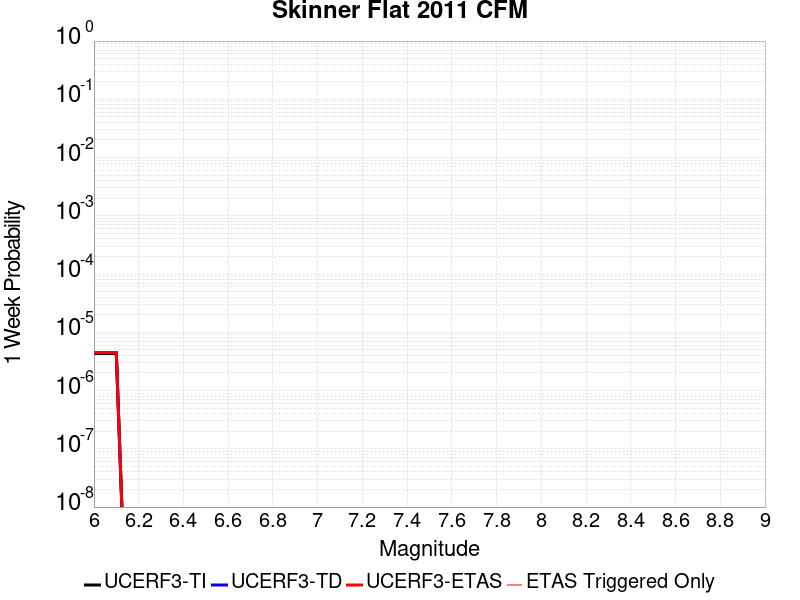 Skinner Flat 2011 CFM
10^0
10^-1
10^-2
10^-3
10^-4
10^-5
10^-6
10^-7
10^-8
1 Week Probability
6 6.2 6.4 6.6 6.8 7 7.2 7.4 7.6 7.8 8 8.2 8.4 8.6 8.8 9
Magnitude
UCERF3-TI UCERF3-TD UCERF3-ETAS ETAS Triggered Only